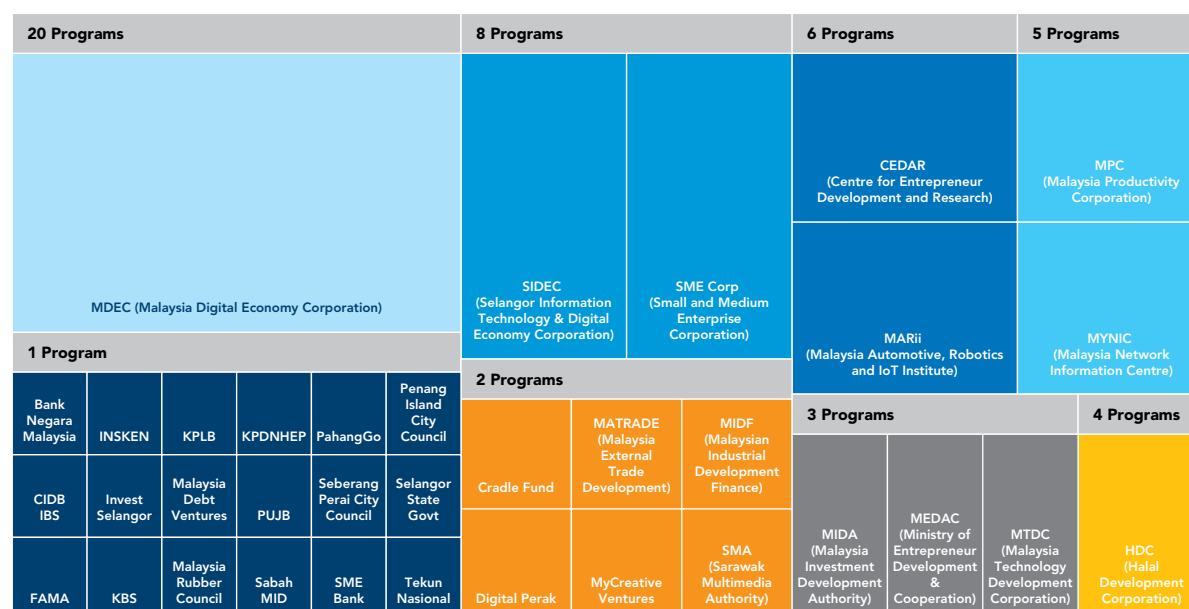 20 Programs
MDEC (Malaysia Digital Economy Corporation)
8 Programs
SIDEC
(Selangor Information
Technology & Digital
Economy Corporation)
SME Corp
(Small and Medium
Enterprise
Corporation)
6 Programs
CEDAR
(Centre for Entrepreneur
Development and Research)
MARii
(Malaysia Automotive, Robotics
and IoT Institute)
5 Programs
MPC
(Malaysia Productivity
Corporation)
MYNIC
(Malaysia Network
Information Centre)
1 Program
Bank
Negara
Malaysia
INSKEN
KPLB
KPDNHEP
PahangGo
Penang
Island
City
Council
CIDB
IBS
Invest
Selangor
Malaysia
Debt
Ventures
PUJB
Seberang
Perai City
Council
Selangor
State
Govt
FAMA
KBS
Malaysia
Rubber
Council
Sabah
MID
SME
Bank
Tekun
Nasional
2 Programs
Cradle Fund
MATRADE
(Malaysia
External
Trade
Development)
MIDF
(Malaysian
Industrial
Development
Finance)
Digital Perak
MyCreative
Ventures
SMA
(Sarawak
Multimedia
Authority)
3 Programs
MIDA
(Malaysia
Investment
Development
Authority)
MEDAC
(Ministry of
Entrepreneur
Development
&
Cooperation)
MTDC
(Malaysia
Technology
Development
Corporation)
4 Programs
HDC
(Halal
Development
Corporation)